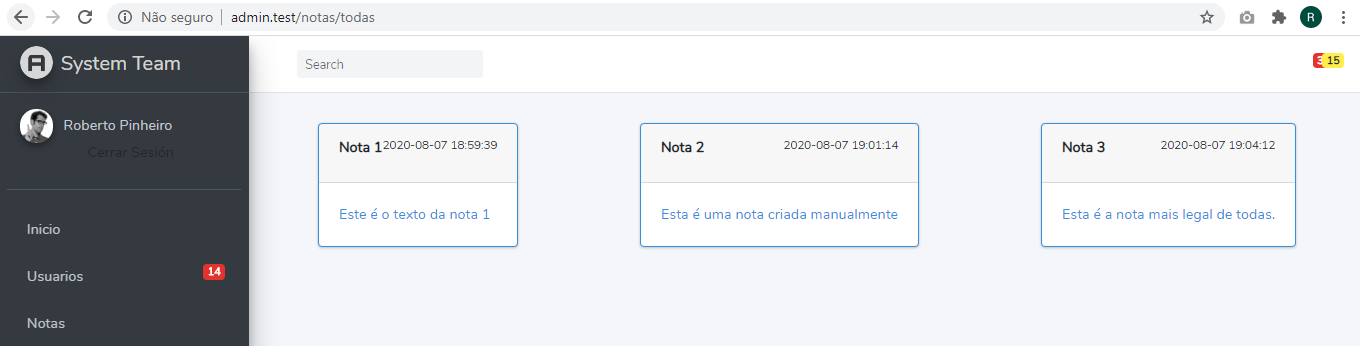 Não seguro | admin.test/notas/todas
R
System Team
Search
3 15
Roberto Pinheiro
Cerrar Sesión
Nota 1 2020-08-07 18:59:39
Este é o texto da nota 1
Nota 2 2020-08-07 19:01:14
Esta é uma nota criada manualmente
Nota 3 2020-08-07 19:04:12
Esta é a nota mais legal de todas.
Inicio
Usuarios 14
Notas